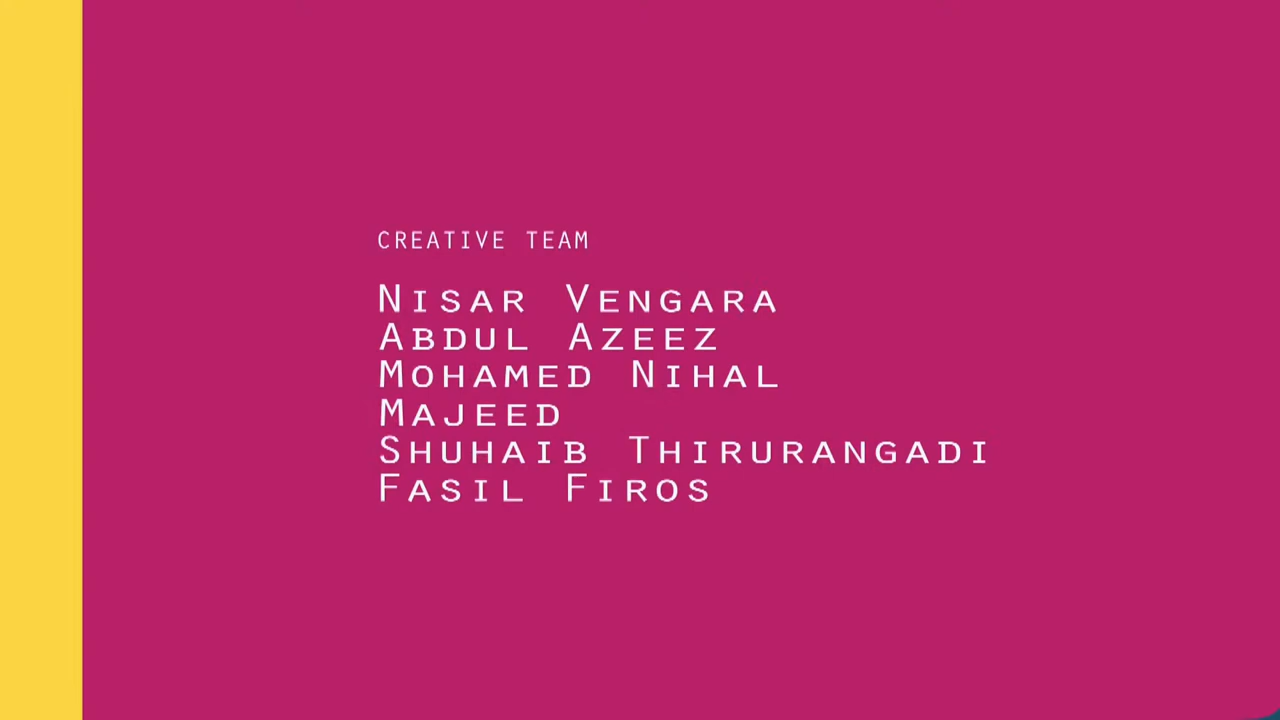 CREATIVE TEAM
Nisar Vengara
Abdul Azeez
Mohamed Nihal
Majeed
Shuhaib Thirurangadi
Fasil Firos